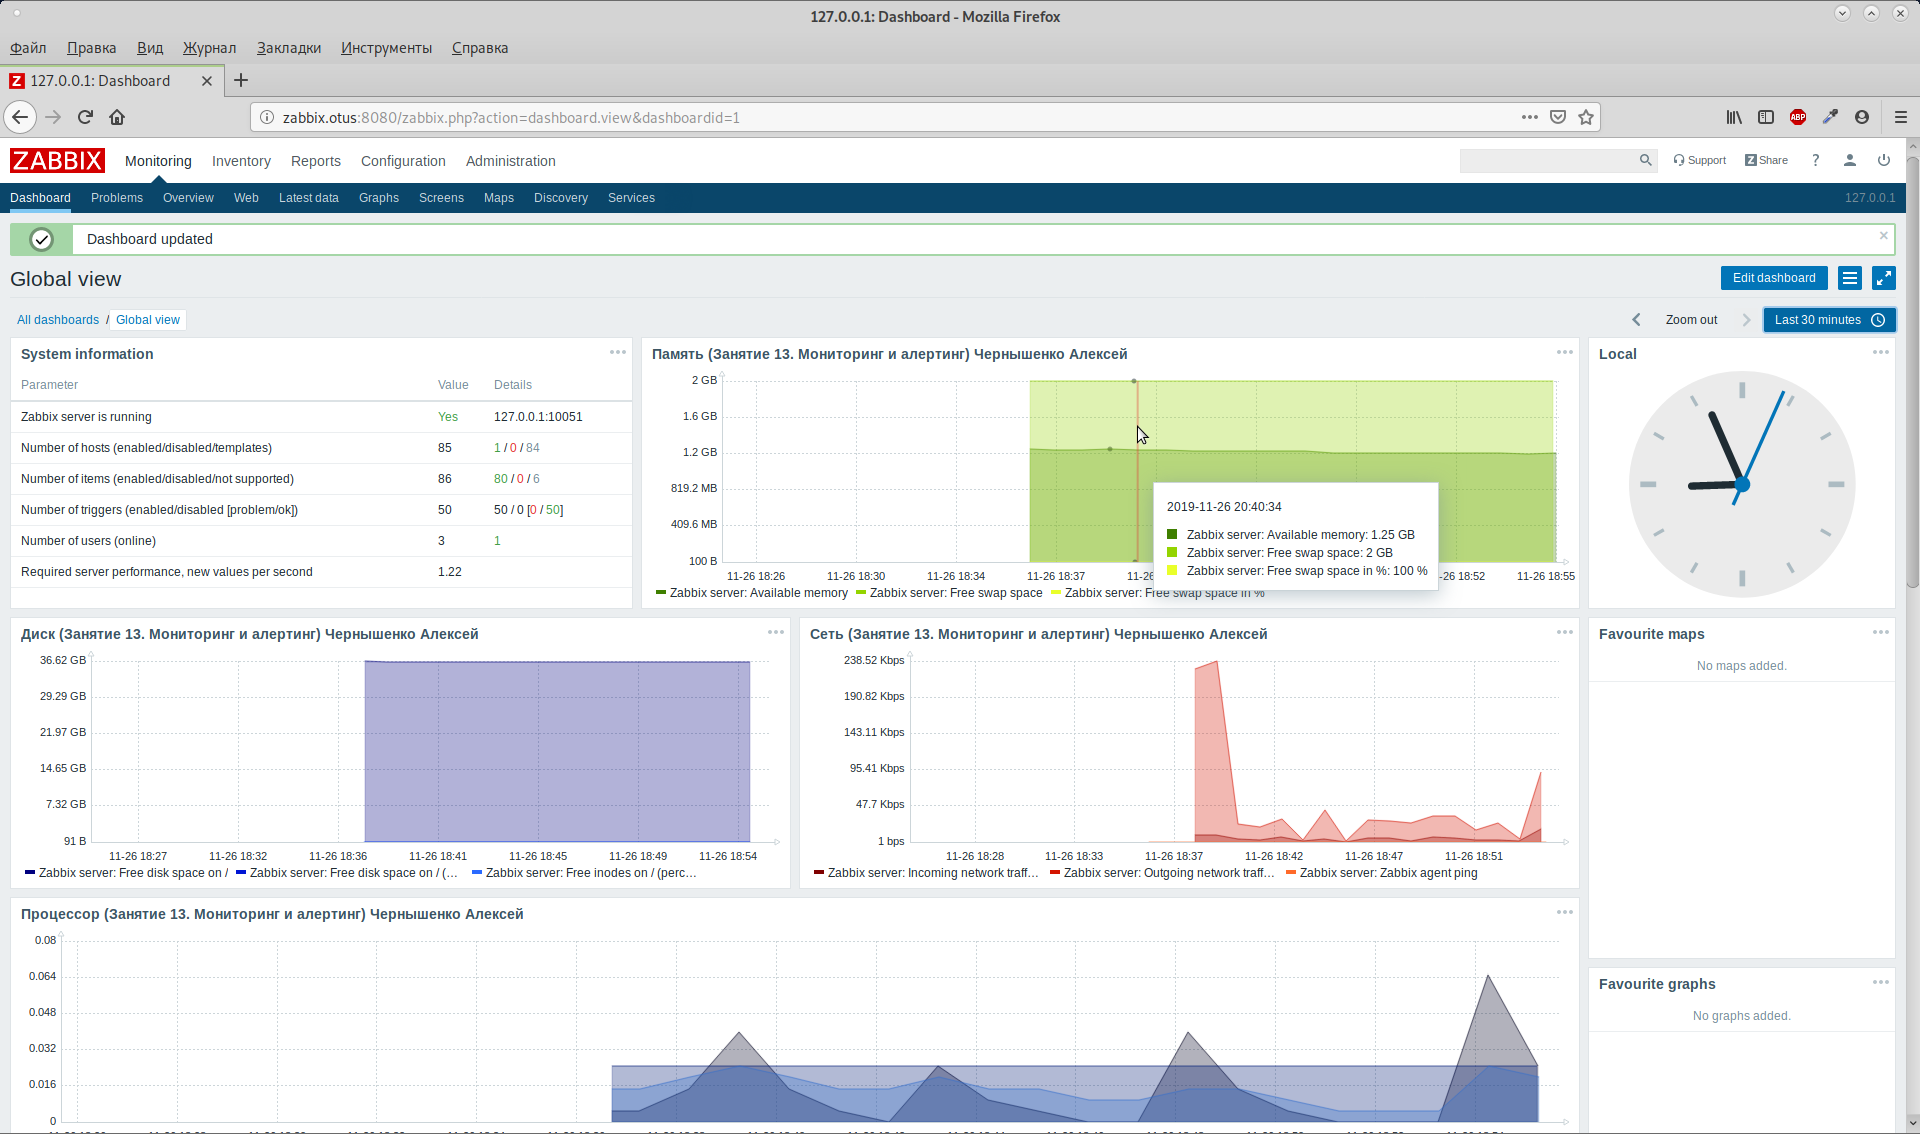 127.0.0.1: Dashboard - Mozilla Firefox
Файл Правка Вид Журнал Закладки Инструменты Справка
Z 127.0.0.1: Dashboard
zabbix.otus:8080/zabbix.php?action=dashboard.view&dashboardid=1
ABP
ZABBIX Monitoring Inventory Reports Configuration Administration
Support Z Share ?
Dashboard Problems Overview Web Latest data Graphs Screens Maps Discovery Services 127.0.0.1
Dashboard updated
Global view
Edit dashboard
All dashboards / Global view
Zoom out Last 30 minutes
System information
Parameter Value Details
Zabbix server is running Yes 127.0.0.1:10051
Number of hosts (enabled/disabled/templates) 85 1 / 0 / 84
Number of items (enabled/disabled/not supported) 86 80 / 0 / 6
Number of triggers (enabled/disabled [problem/ok]) 50 50 / 0 [0 / 50]
Number of users (online) 3 1
Required server performance, new values per second 1.22
Память (Занятие 13. Мониторинг и алертинг) Чернышенко Алексей
2 GB
1.6 GB
1.2 GB
819.2 MB
409.6 MB
100 B
11-26 18:26 11-26 18:30 11-26 18:34 11-26 18:37 11-26 18:52 11-26 18:55
2019-11-26 20:40:34
Zabbix server: Available memory: 1.25 GB
Zabbix server: Free swap space: 2 GB
Zabbix server: Free swap space in %: 100 %
Zabbix server: Available memory Zabbix server: Free swap space Zabbix server: Free swap space in %
Local
Диск (Занятие 13. Мониторинг и алертинг) Чернышенко Алексей
36.62 GB
29.29 GB
21.97 GB
14.65 GB
7.32 GB
91 B
11-26 18:27 11-26 18:32 11-26 18:36 11-26 18:41 11-26 18:45 11-26 18:49 11-26 18:54
Zabbix server: Free disk space on / Zabbix server: Free disk space on / (... Zabbix server: Free inodes on / (perc...
Сеть (Занятие 13. Мониторинг и алертинг) Чернышенко Алексей
238.52 Kbps
190.82 Kbps
143.11 Kbps
95.41 Kbps
47.7 Kbps
1 bps
11-26 18:28 11-26 18:33 11-26 18:37 11-26 18:42 11-26 18:47 11-26 18:51
Zabbix server: Incoming network traff... Zabbix server: Outgoing network traff... Zabbix server: Zabbix agent ping
Favourite maps
No maps added.
Процессор (Занятие 13. Мониторинг и алертинг) Чернышенко Алексей
0.08
0.064
0.048
0.032
0.016
0
Favourite graphs
No graphs added.